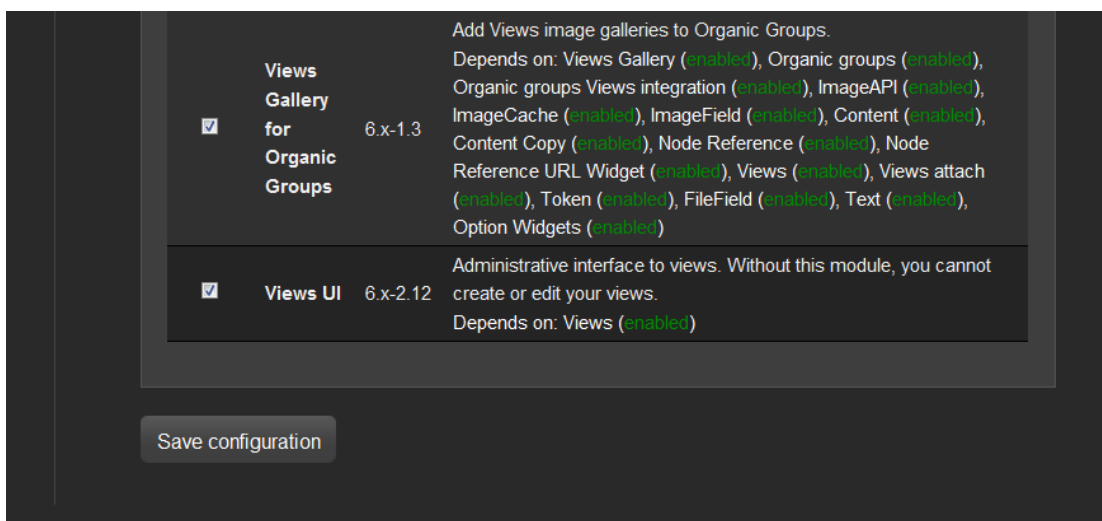 Add Views image galleries to Organic Groups.
Depends on: Views Gallery (enabled), Organic groups (enabled),
Organic groups Views integration (enabled), ImageAPI (enabled),
ImageCache (enabled), ImageField (enabled), Content (enabled),
Content Copy (enabled), Node Reference (enabled), Node
Reference URL Widget (enabled), Views (enabled), Views attach
(enabled), Token (enabled), FileField (enabled), Text (enabled),
Option Widgets (enabled)
Views
Gallery
for
Organic
Groups
6.x-1.3
Administrative interface to views. Without this module, you cannot
create or edit your views.
Depends on: Views (enabled)
Views UI
6.x-2.12
Save configuration